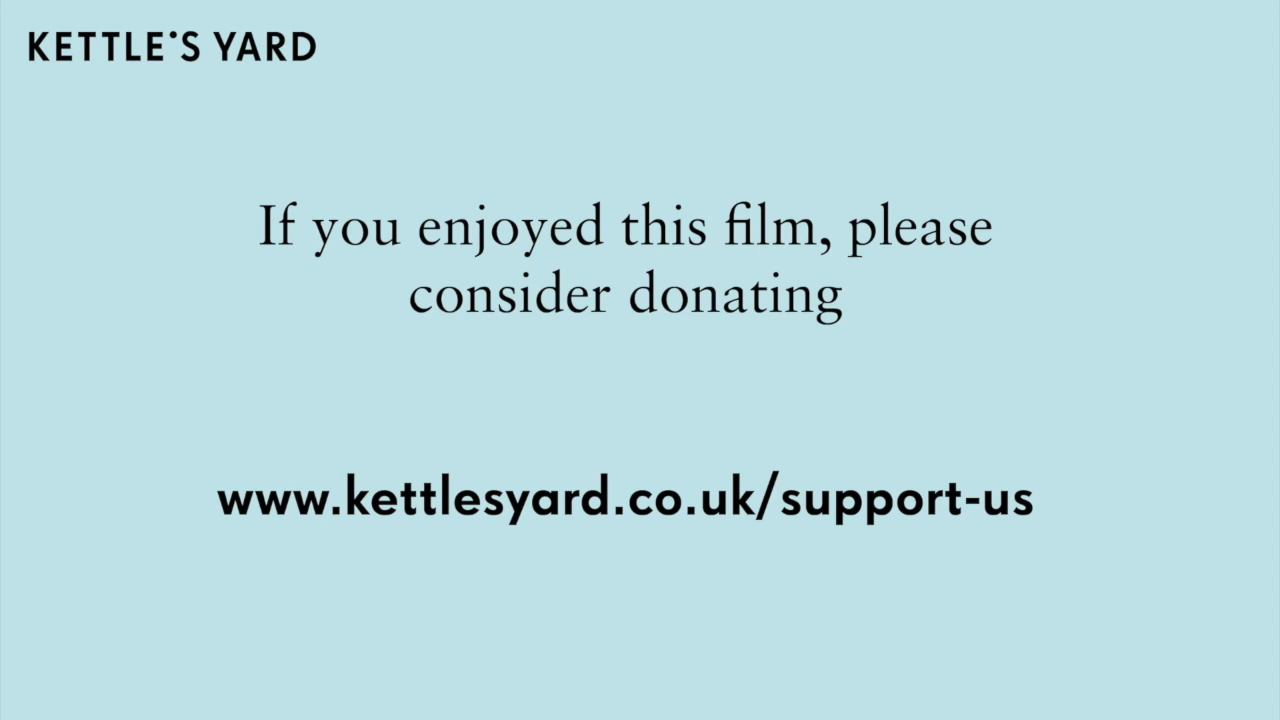 KETTLE'S YARD
If you enjoyed this film, please
consider donating
www.kettlesyard.co.uk/support-us